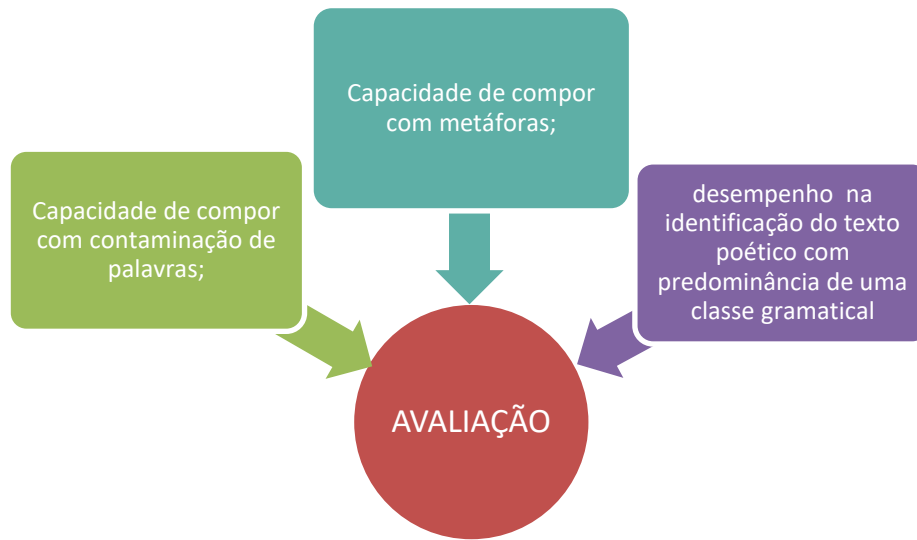 Capacidade de compor
com metáforas;
Capacidade de compor
com contaminação de
palavras;
desempenho na
identificação do texto
poético com
predominância de uma
classe gramatical
AVALIAÇÃO